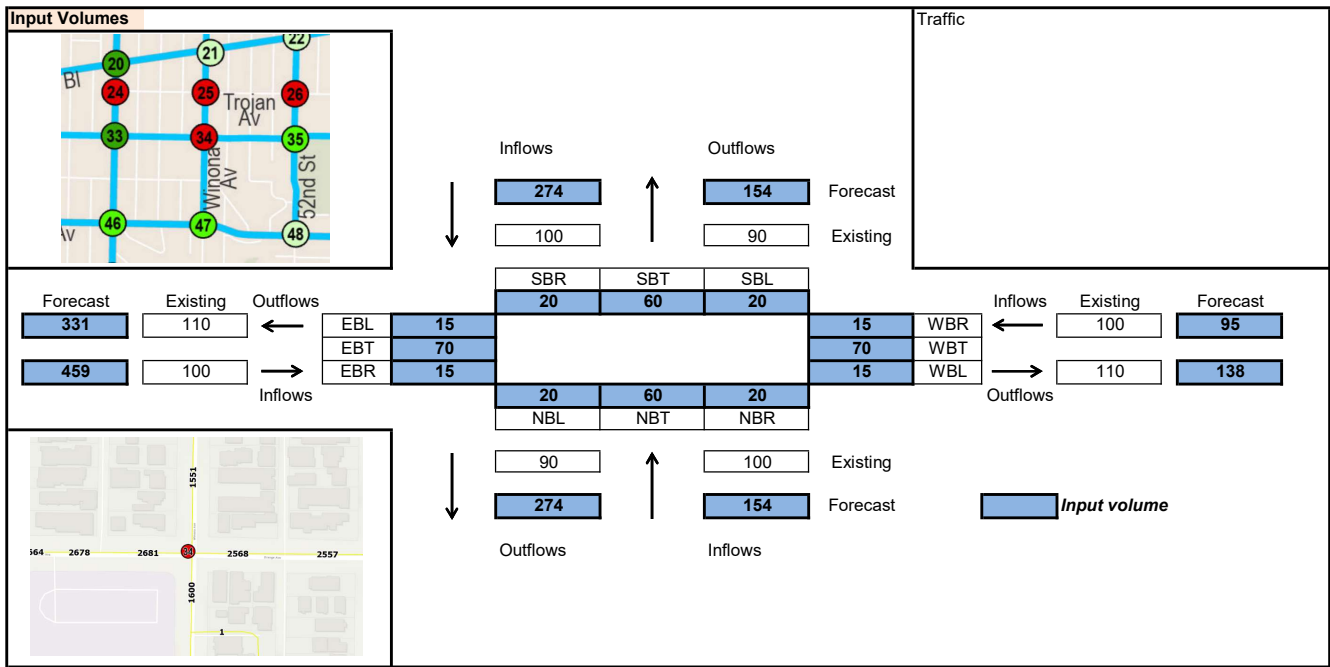 Input Volumes
Traffic
20
21
22
Bl
24
25
26
Trojan
Av
33
34
35
Winona
Av
52nd St
46
47
48
Av
Inflows
Outflows
274
154
Forecast
100
90
Existing
SBR
SBT
SBL
20
60
20
Forecast
Existing
Outflows
Inflows
Existing
Forecast
331
110
EBL
15
15
WBR
100
95
EBT
70
70
WBT
459
100
EBR
15
15
WBL
110
138
Inflows
Outflows
20
60
20
NBL
NBT
NBR
90
100
Existing
274
154
Forecast
Input volume
Outflows
Inflows
1551
564
2678
2681
34
2568
2557
1600
1